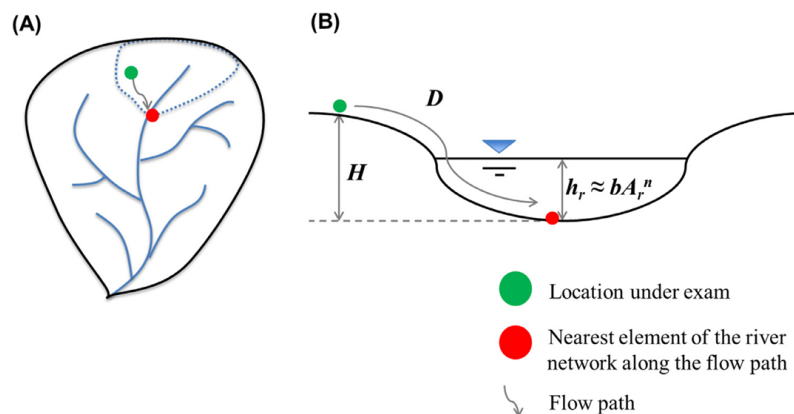 (A)
(B)
D
H
hᵣ ≈ bAᵣⁿ
Location under exam
Nearest element of the river
network along the flow path
Flow path